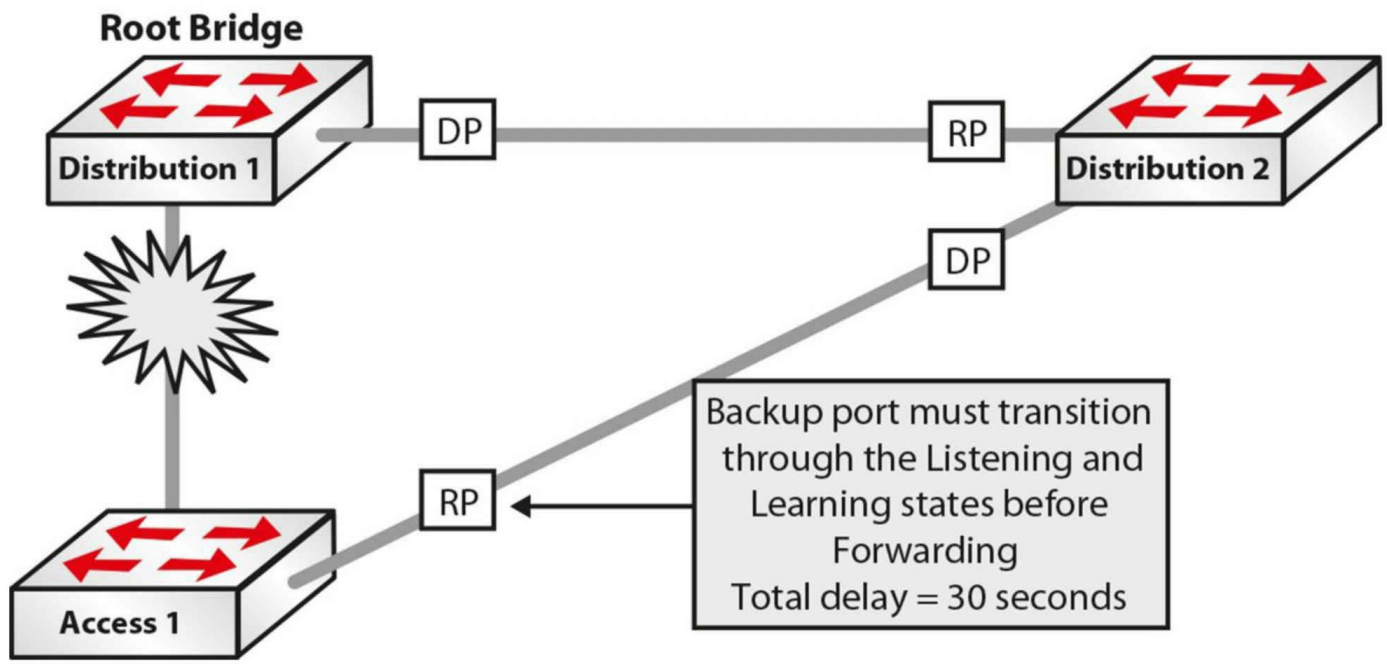 Root Bridge
Distribution 1
DP
RP
Distribution 2
DP
RP
Backup port must transition
through the Listening and
Learning states before
Forwarding
Total delay = 30 seconds
Access 1